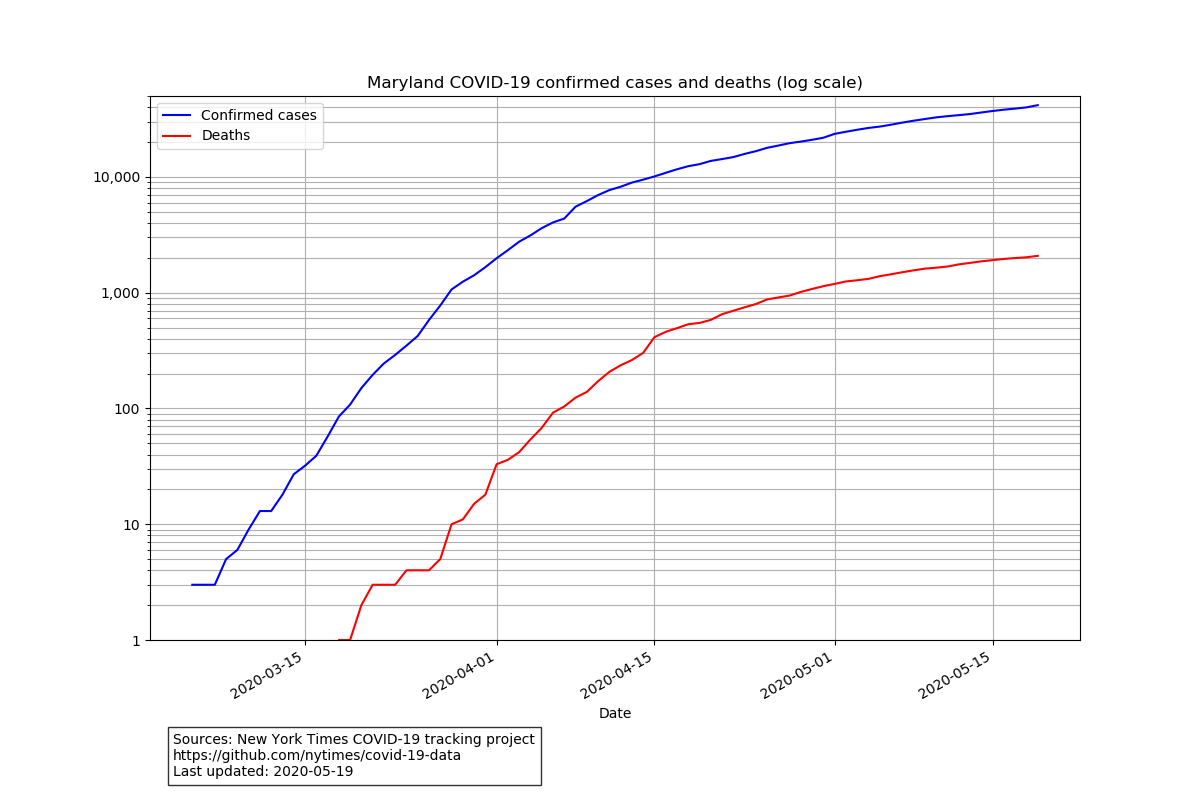 Maryland COVID-19 confirmed cases and deaths (log scale)
Confirmed cases
Deaths
10,000
1,000
100
10
1
2020-03-15
2020-04-01
2020-04-15
2020-05-01
2020-05-15
Date
Sources: New York Times COVID-19 tracking project
https://github.com/nytimes/covid-19-data
Last updated: 2020-05-19